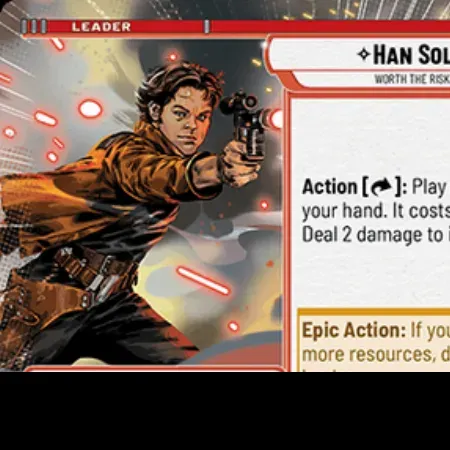 LEADER
HAN SOL
WORTH THE RISK
Action [ ]: Play
your hand. It costs
Deal 2 damage to i
Epic Action: If you
more resources, d